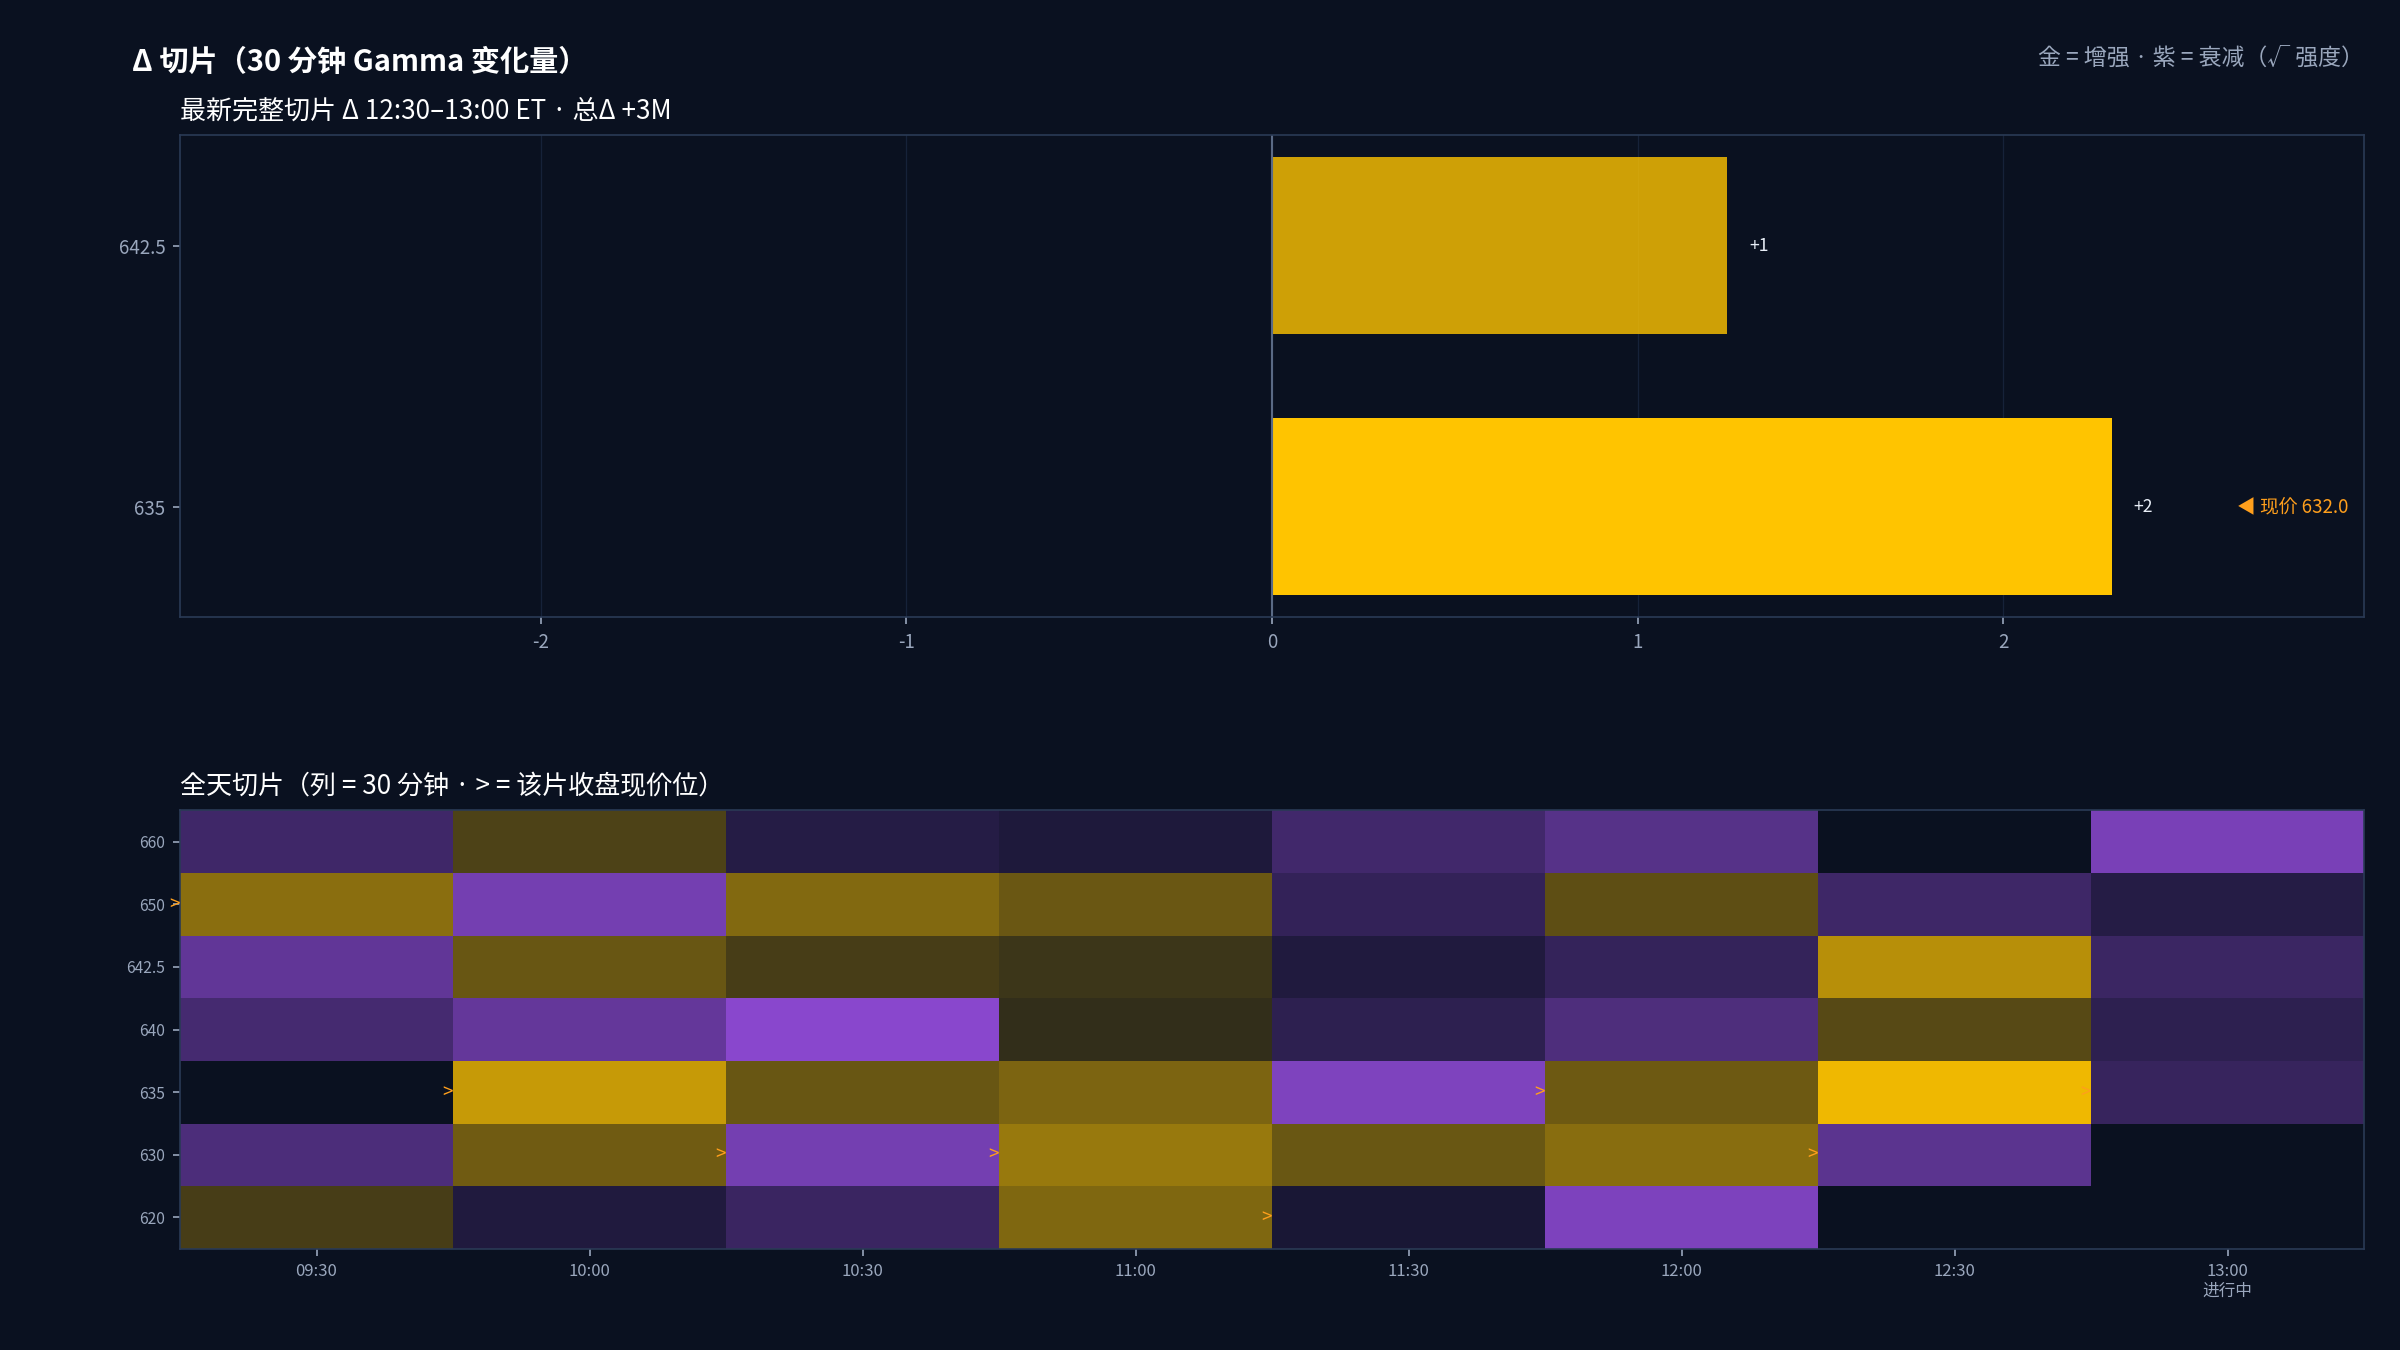 Δ 切片（30 分钟 Gamma 变化量）
金 = 增强 · 紫 = 衰减（√ 强度）
最新完整切片 Δ 12:30–13:00 ET · 总Δ +3M
642.5
+1
635
+2
◀ 现价 632.0
-2 -1 0 1 2
全天切片（列 = 30 分钟 · > = 该片收盘现价位）
660
650 >
642.5
640
635 > >
630 > > >
620 >
09:30 10:00 10:30 11:00 11:30 12:00 12:30 13:00
进行中